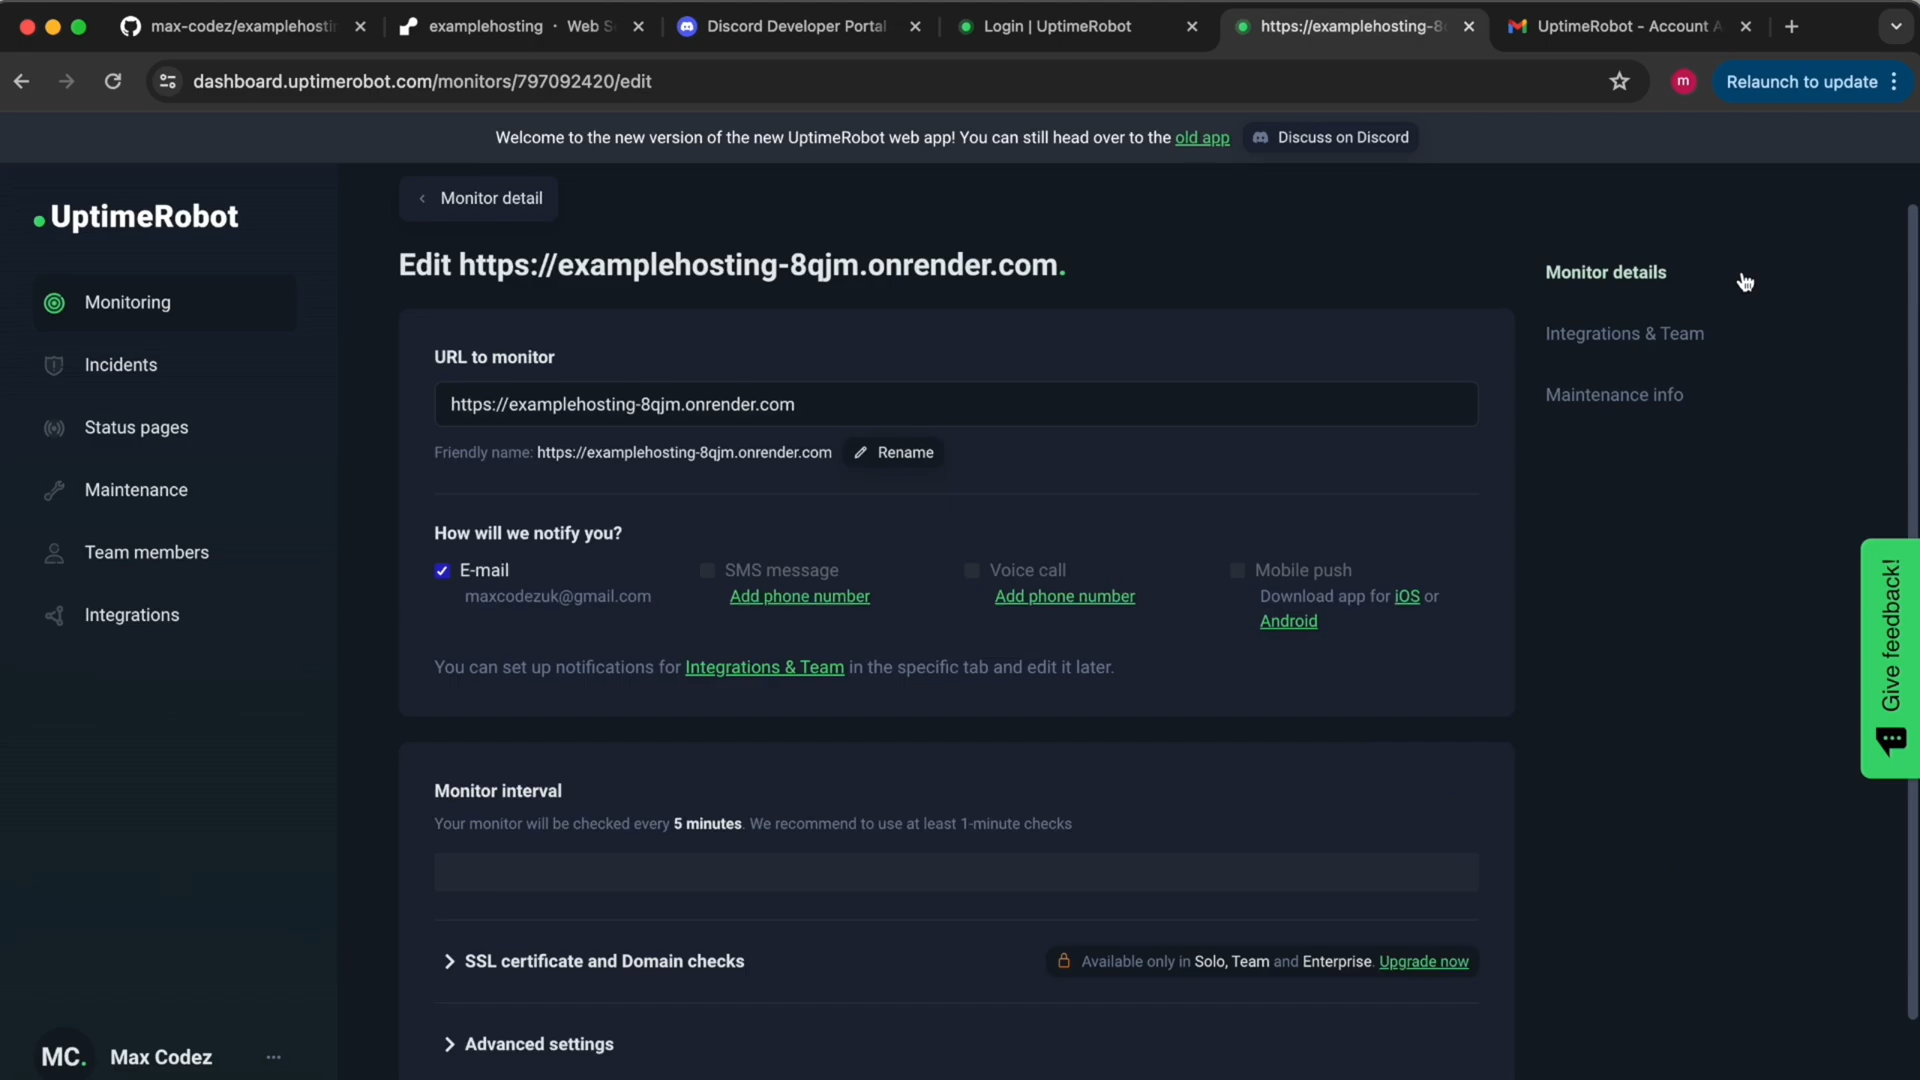 max-codez/examplehostin
examplehosting · Web S
Discord Developer Portal
Login | UptimeRobot
https://examplehosting-8
UptimeRobot - Account A
dashboard.uptimerobot.com/monitors/797092420/edit
m
Relaunch to update
Welcome to the new version of the new UptimeRobot web app! You can still head over to the old app
Discuss on Discord
UptimeRobot
Monitoring
Incidents
Status pages
Maintenance
Team members
Integrations
MC.
Max Codez
Monitor detail
Edit https://examplehosting-8qjm.onrender.com.
URL to monitor
https://examplehosting-8qjm.onrender.com
Friendly name: https://examplehosting-8qjm.onrender.com
Rename
How will we notify you?
E-mail
maxcodezuk@gmail.com
SMS message
Add phone number
Voice call
Add phone number
Mobile push
Download app for iOS or
Android
You can set up notifications for Integrations & Team in the specific tab and edit it later.
Monitor interval
Your monitor will be checked every 5 minutes. We recommend to use at least 1-minute checks
SSL certificate and Domain checks
Available only in Solo, Team and Enterprise. Upgrade now
Advanced settings
Monitor details
Integrations & Team
Maintenance info
Give feedback!